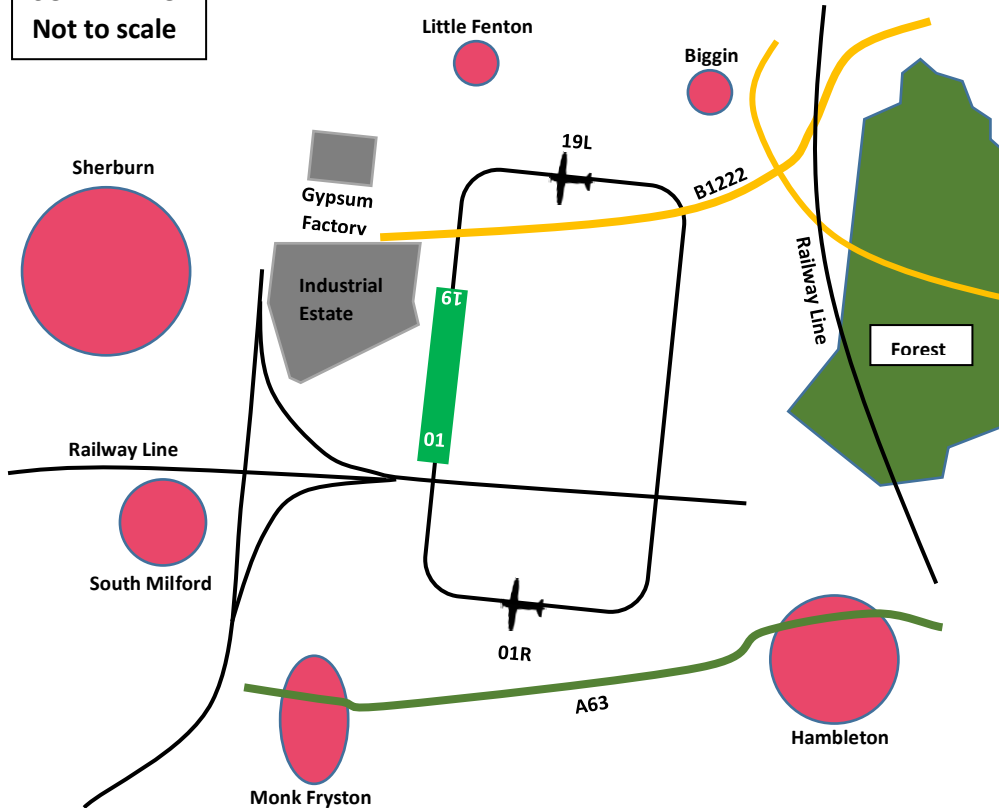 Not to scale
Little Fenton
Biggin
Sherburn
19L
Gypsum
Factory
B1222
Industrial
Estate
19
Railway Line
Forest
01
Railway Line
South Milford
01R
A63
Hambleton
Monk Fryston